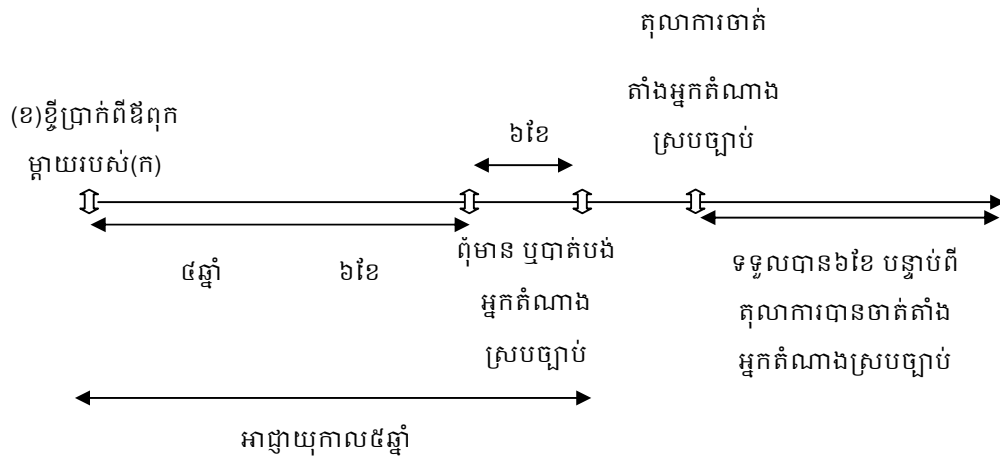 តុលាការចាត់
តាំងអ្នកតំណាង
ស្របច្បាប់
(ខ)ខ្ចីប្រាក់ពីឪពុក
ម្តាយរបស់(ក)
៦ខែ
៤ឆ្នាំ ៦ខែ
ពុំមាន ឬបាត់បង់
អ្នកតំណាង
ស្របច្បាប់
ទទួលបាន៦ខែ បន្ទាប់ពី
តុលាការបានចាត់តាំង
អ្នកតំណាងស្របច្បាប់
អាជ្ញាយុកាល៥ឆ្នាំ